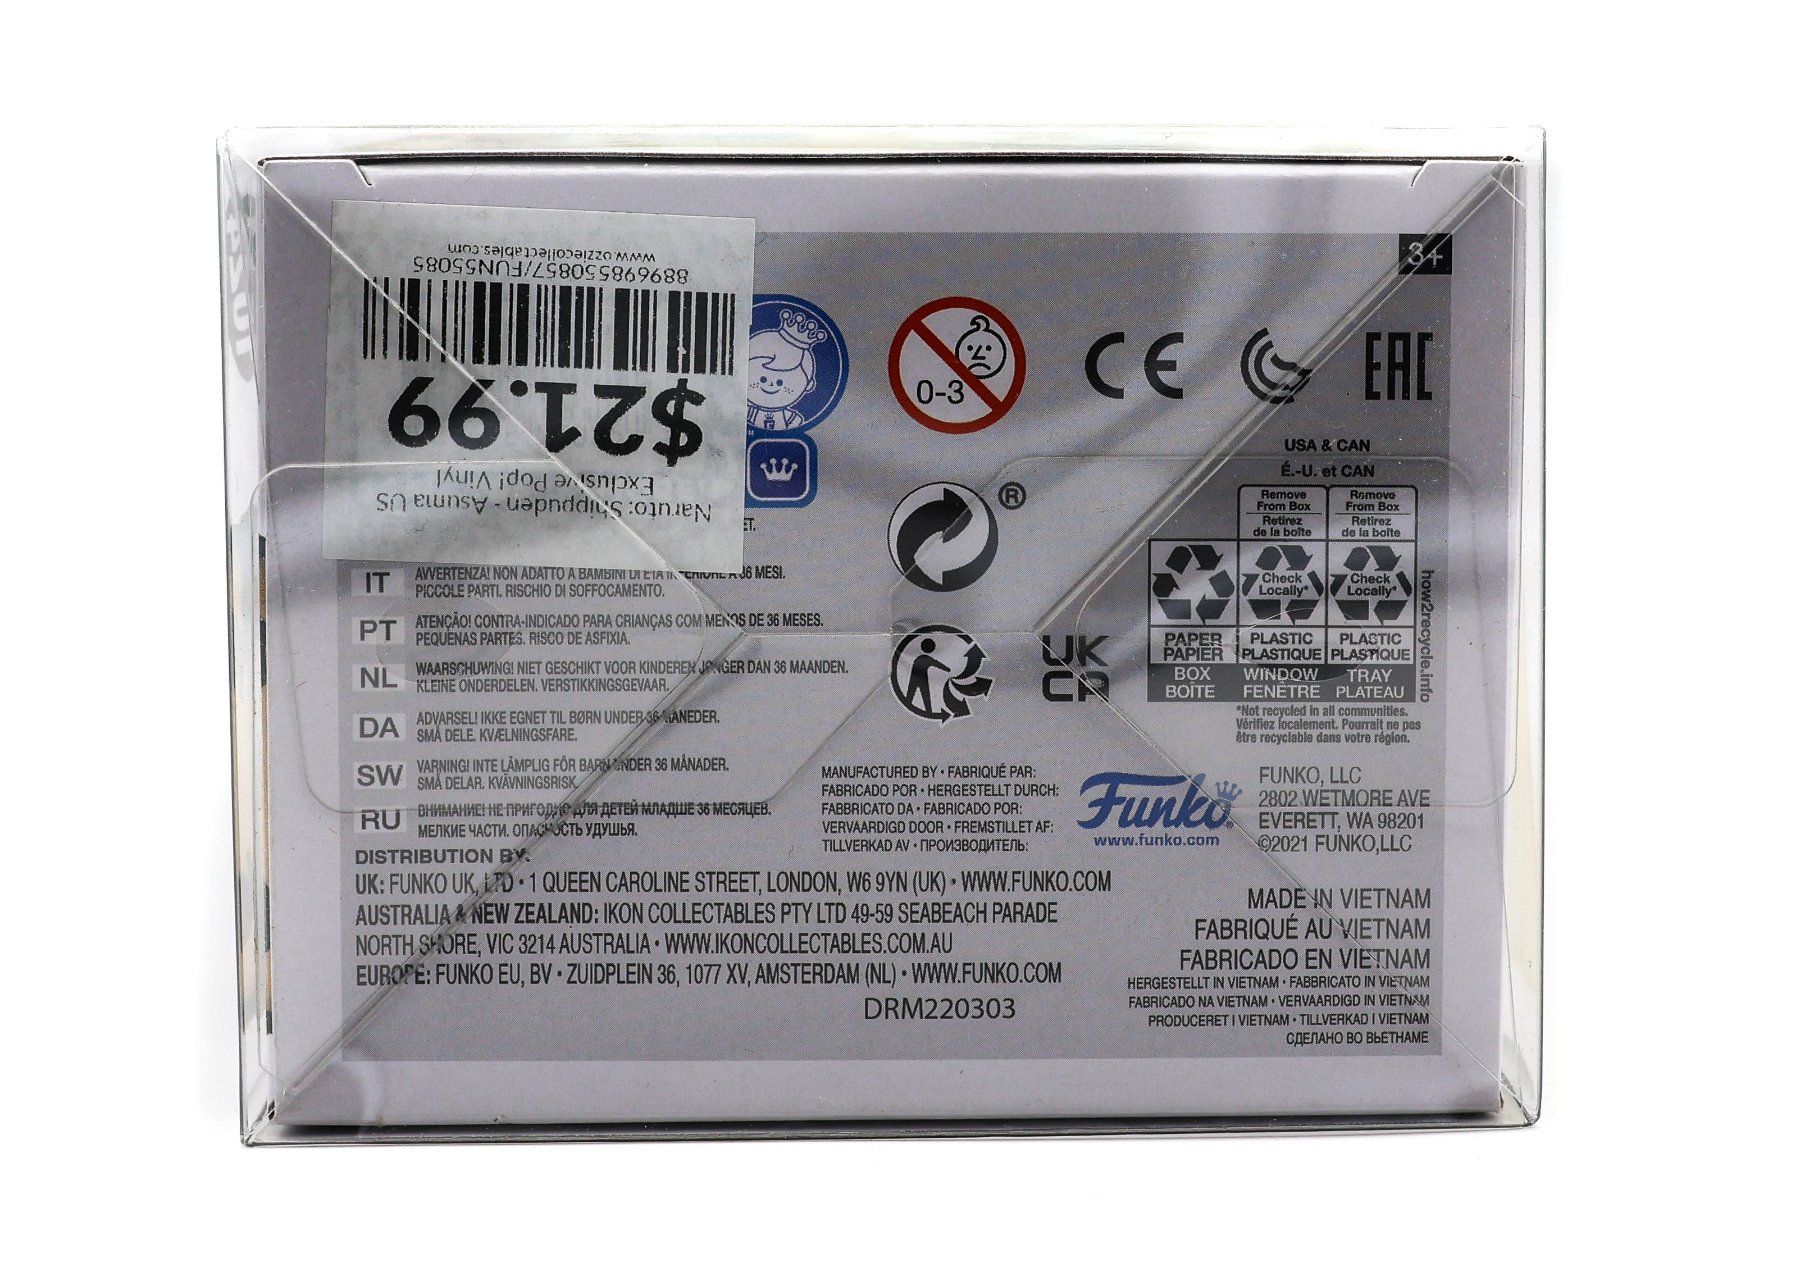 Naruto: Shippuden - Asuma US
Exclusive Pop! Vinyl
$21.99
889698550857/FUN55085
www.ozziecollectables.com
3+
0-3
CE
EAC
USA & CAN
É.-U. et CAN
Remove
From Box
Retirez
de la boîte
Remove
From Box
Retirez
de la boîte
Check
Locally*
Check
Locally*
PAPER
PAPIER
PLASTIC
PLASTIQUE
PLASTIC
PLASTIQUE
BOX
BOÎTE
WINDOW
FENÊTRE
TRAY
PLATEAU
how2recycle.info
*Not recycled in all communities.
Vérifiez localement. Pourrait ne pas
être recyclable dans votre région.
®
UK
CA
IT AVVERTENZA! NON ADATTO A BAMBINI DI ETÀ INFERIORE A 36 MESI.
PICCOLE PARTI. RISCHIO DI SOFFOCAMENTO.
PT ATENÇÃO! CONTRA-INDICADO PARA CRIANÇAS COM MENOS DE 36 MESES.
PEQUENAS PARTES. RISCO DE ASFIXIA.
NL WAARSCHUWING! NIET GESCHIKT VOOR KINDEREN JONGER DAN 36 MAANDEN.
KLEINE ONDERDELEN. VERSTIKKINGSGEVAAR.
DA ADVARSEL! IKKE EGNET TIL BØRN UNDER 36 MÅNEDER.
SMÅ DELE. KVÆLNINGSFARE.
SW VARNING! INTE LÄMPLIG FÖR BARN UNDER 36 MÅNADER.
SMÅ DELAR. KVÄVNINGSRISK.
RU ВНИМАНИЕ! НЕ ПРИГОДНО ДЛЯ ДЕТЕЙ МЛАДШЕ 36 МЕСЯЦЕВ.
МЕЛКИЕ ЧАСТИ. ОПАСНОСТЬ УДУШЬЯ.
MANUFACTURED BY • FABRIQUÉ PAR:
FABRICADO POR • HERGESTELLT DURCH:
FABBRICATO DA • FABRICADO POR:
VERVAARDIGD DOOR • FREMSTILLET AF:
TILLVERKAD AV • ПРОИЗВОДИТЕЛЬ:
Funko®
www.funko.com
FUNKO, LLC
2802 WETMORE AVE
EVERETT, WA 98201
©2021 FUNKO,LLC
DISTRIBUTION BY:
UK: FUNKO UK, LTD • 1 QUEEN CAROLINE STREET, LONDON, W6 9YN (UK) • WWW.FUNKO.COM
AUSTRALIA & NEW ZEALAND: IKON COLLECTABLES PTY LTD 49-59 SEABEACH PARADE
NORTH SHORE, VIC 3214 AUSTRALIA • WWW.IKONCOLLECTABLES.COM.AU
EUROPE: FUNKO EU, BV • ZUIDPLEIN 36, 1077 XV, AMSTERDAM (NL) • WWW.FUNKO.COM
DRM220303
MADE IN VIETNAM
FABRIQUÉ AU VIETNAM
FABRICADO EN VIETNAM
HERGESTELLT IN VIETNAM • FABBRICATO IN VIETNAM
FABRICADO NA VIETNAM • VERVAARDIGD IN VIETNAM
PRODUCERET I VIETNAM • TILLVERKAD I VIETNAM
СДЕЛАНО ВО ВЬЕТНАМЕ